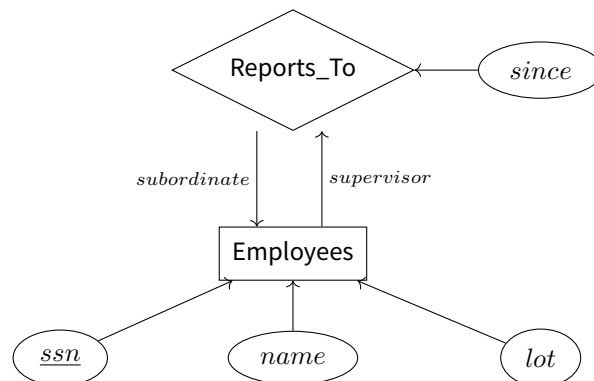 Reports_To
since
subordinate
supervisor
Employees
ssn
name
lot